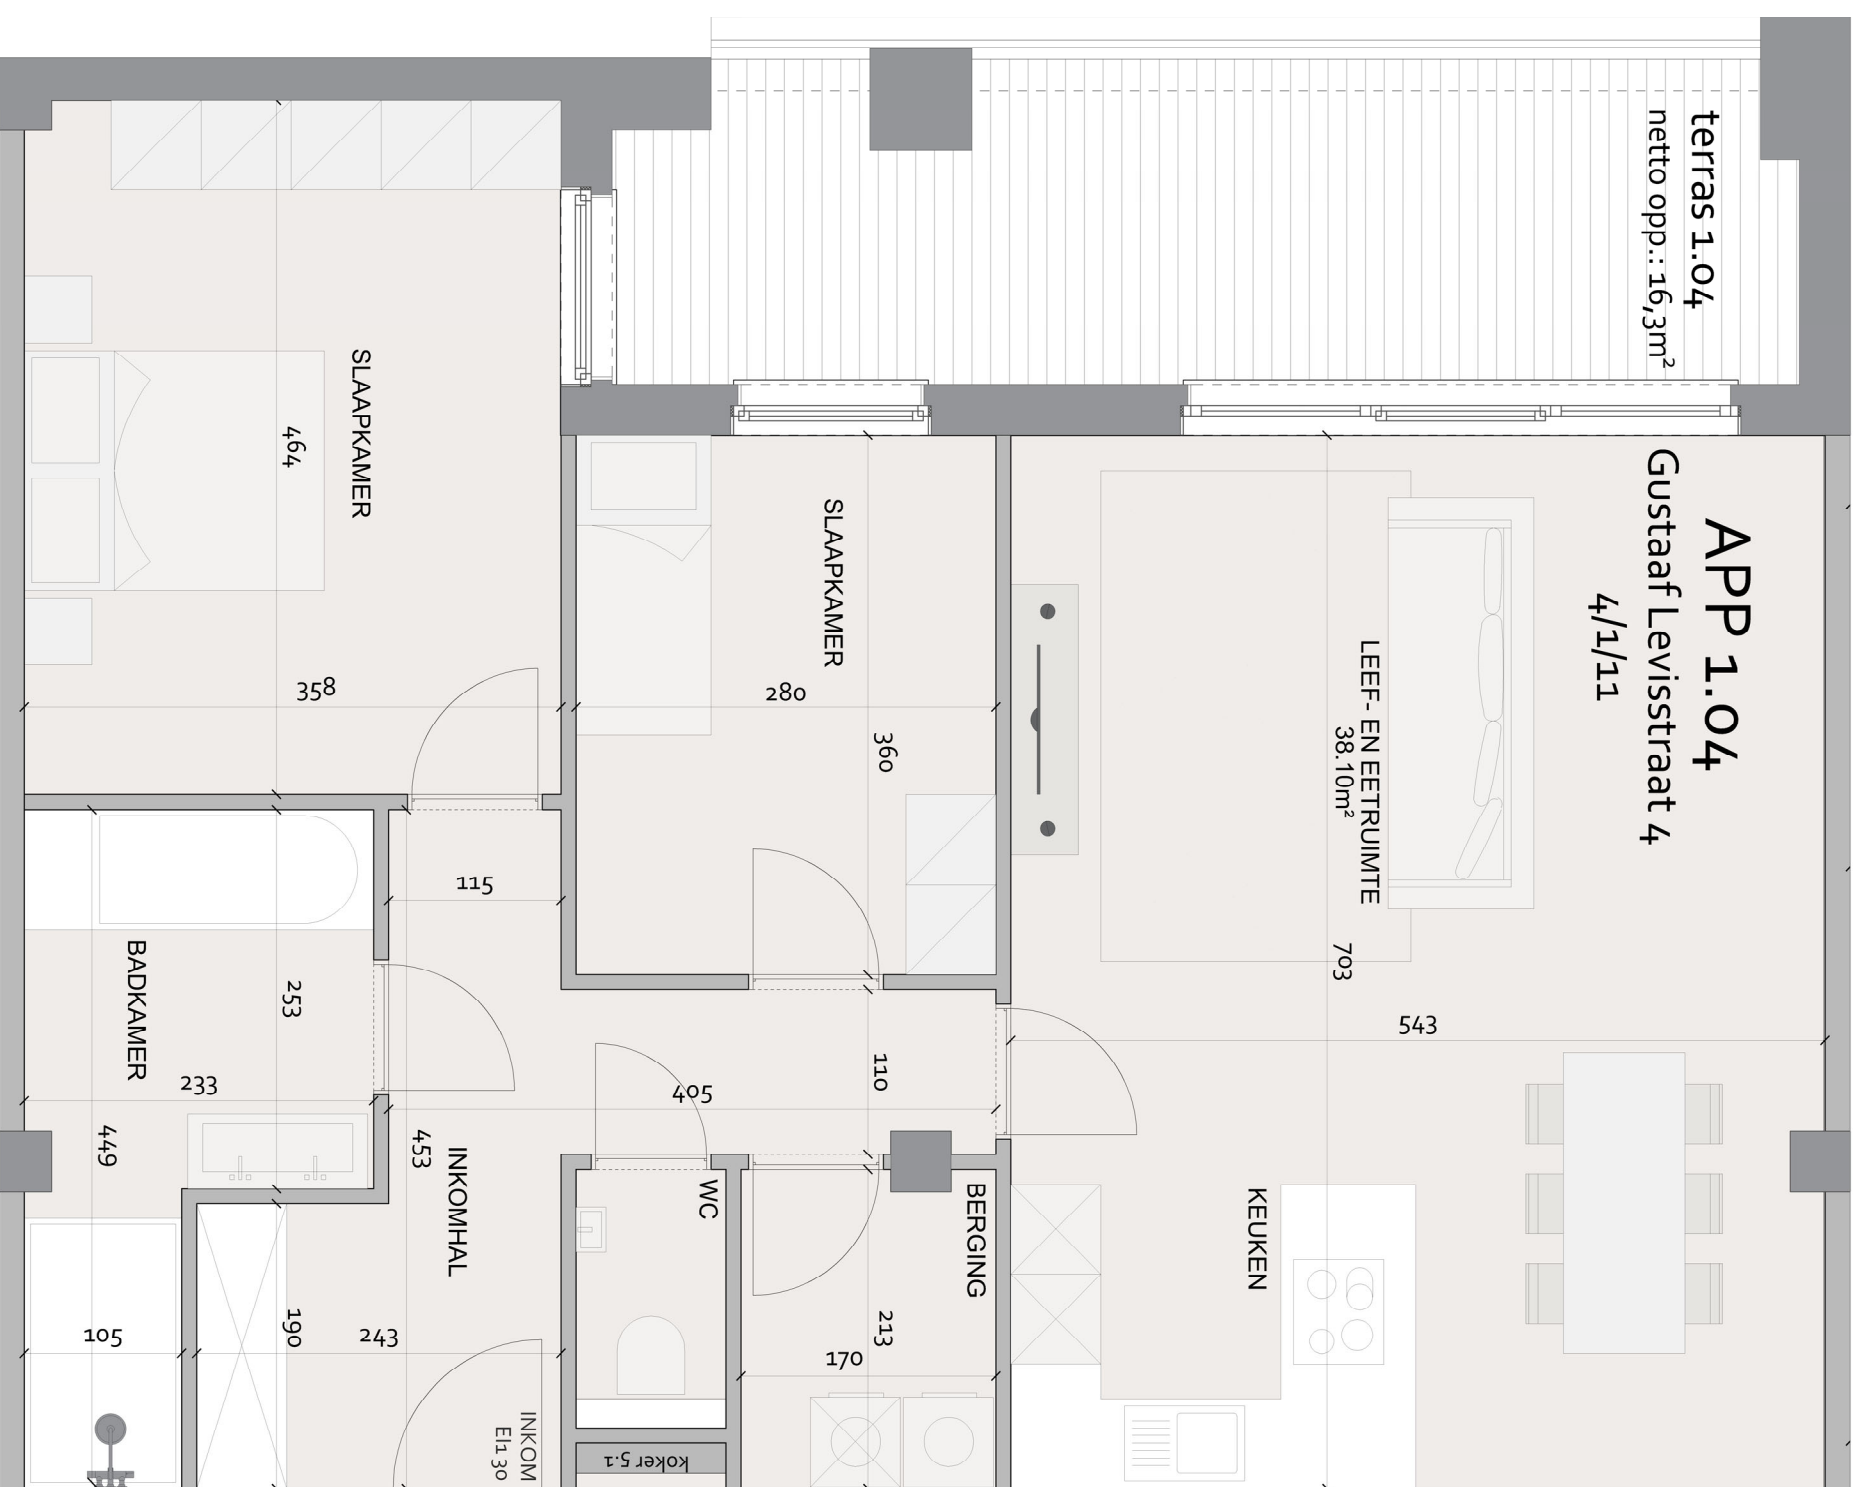 terras 1.04
netto opp.: 16,3m²
APP 1.04
Gustaaf Levisstraat 4
4/1/11
SLAAPKAMER
464
358
SLAAPKAMER
280
360
LEEF- EN EETRUIMTE
38.10m²
703
543
115
BADKAMER
253
233
449
405
110
453
INKOMHAL
WC
BERGING
KEUKEN
105
190
243
213
170
INKOM
EI1 30
koker 5.1